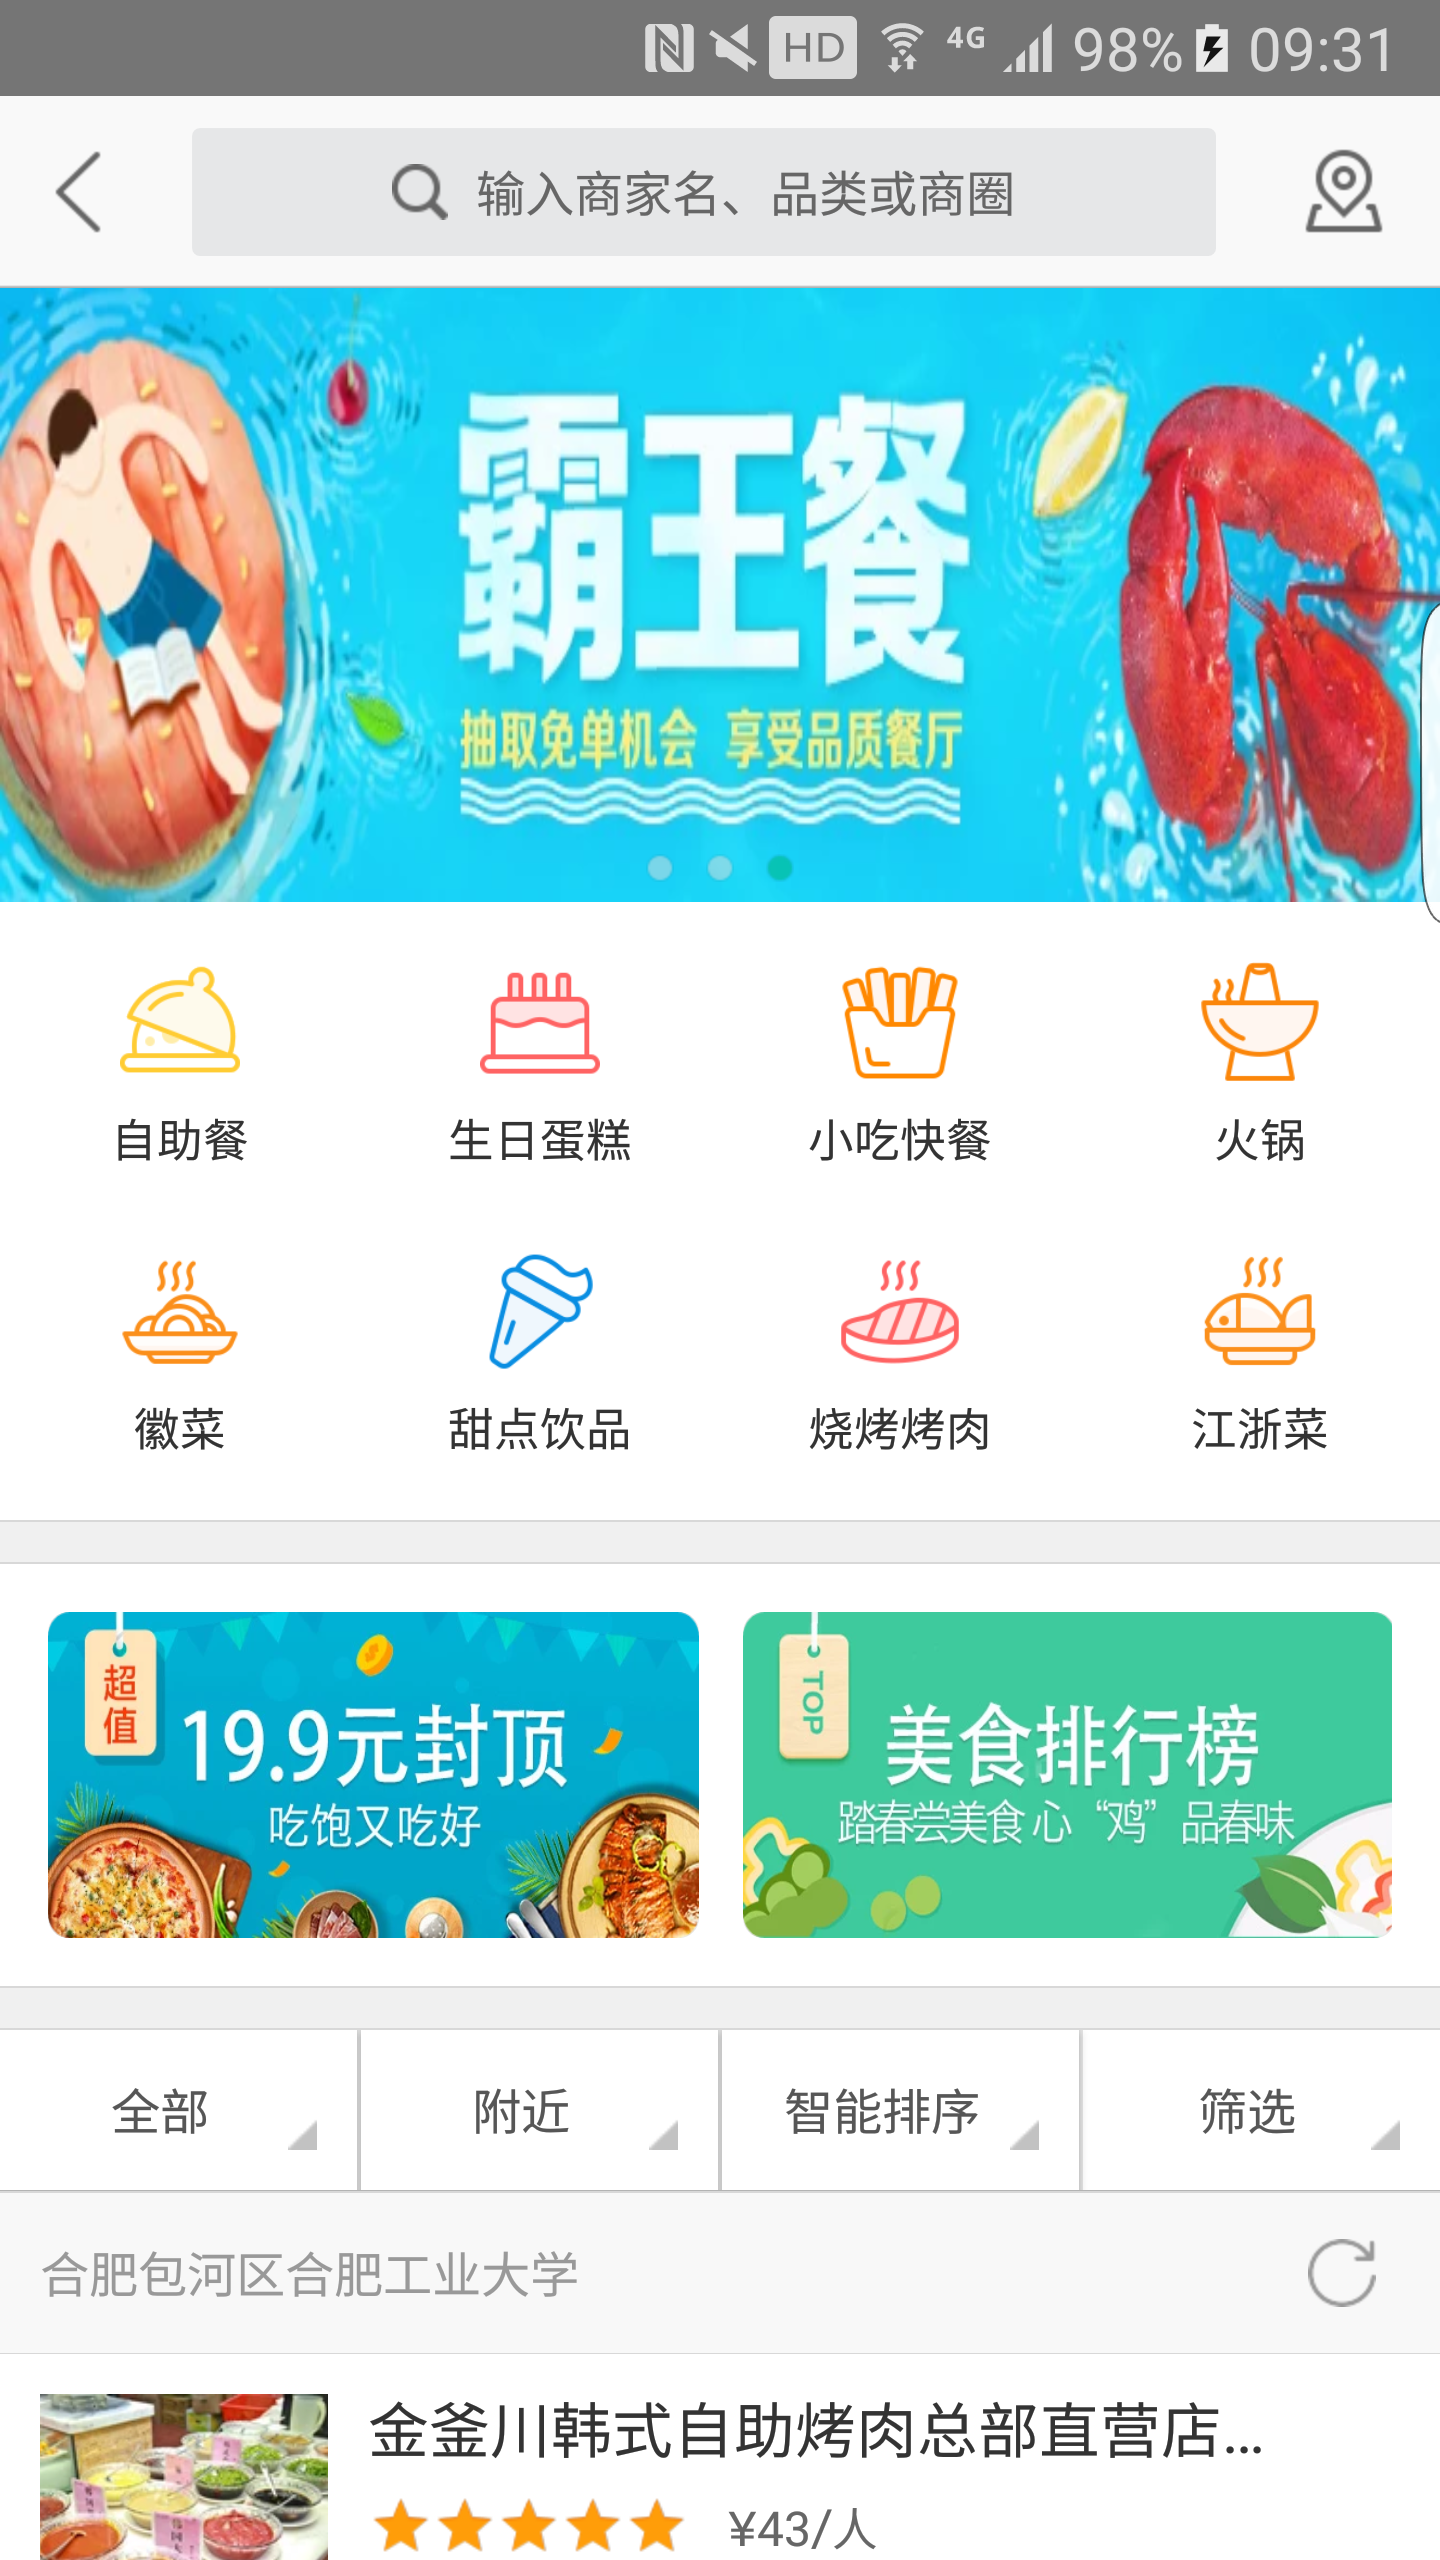 HD 4G 98% 09:31
输入商家名、品类或商圈
霸王餐
抽取免单机会 享受品质餐厅
自助餐 生日蛋糕 小吃快餐 火锅
徽菜 甜点饮品 烧烤烤肉 江浙菜
超值
19.9元封顶
吃饱又吃好
TOP
美食排行榜
踏春尝美食 心“鸡”品春味
全部 附近 智能排序 筛选
合肥包河区合肥工业大学
金釜川韩式自助烤肉总部直营店...
¥43/人